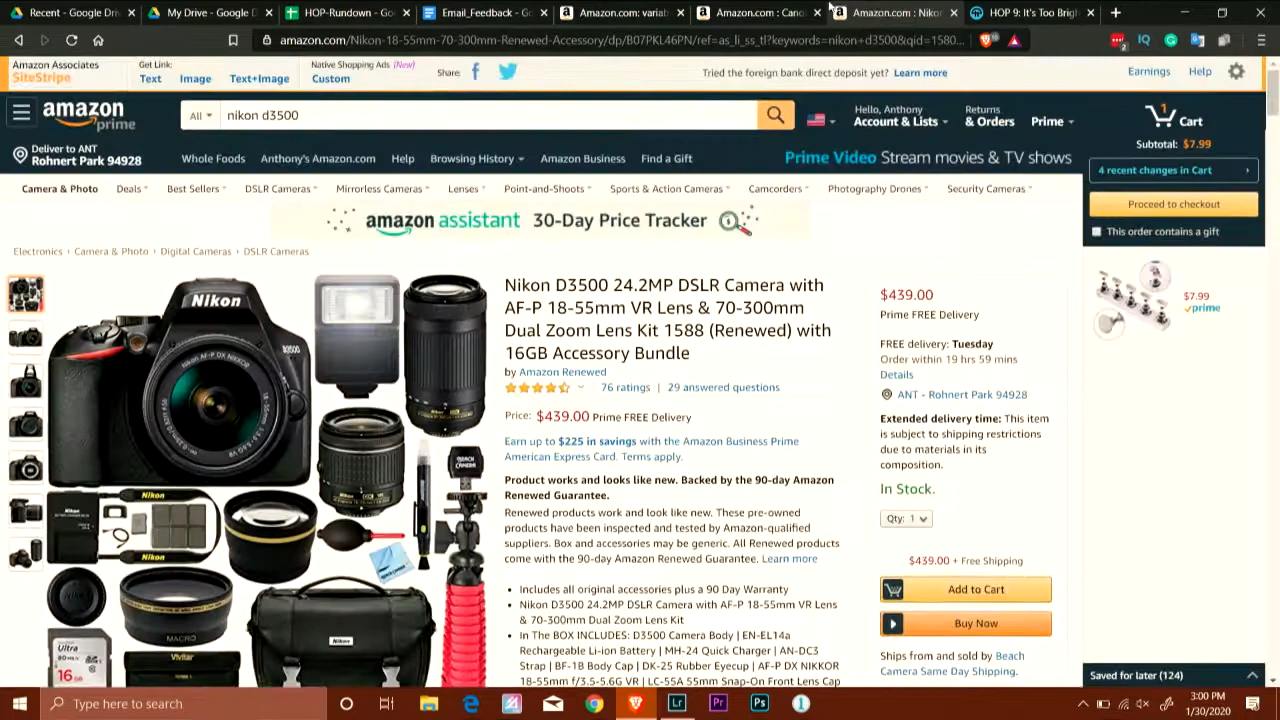 Recent - Google Driv
My Drive - Google D
HOP-Rundown - Go
Email_Feedback - G
Amazon.com: variab
Amazon.com : Cano
Amazon.com : Nikon
HOP 9: It's Too Brigh
amazon.com/Nikon-18-55mm-70-300mm-Renewed-Accessory/dp/B07PKL46PN/ref=as_li_ss_tl?keywords=nikon+d3500&qid=1580...
Amazon Associates
SiteStripe
Get Link:
Text Image Text+Image
Native Shopping Ads (New)
Custom
Share:
Tried the foreign bank direct deposit yet? Learn more
Earnings Help
amazon
prime
All
nikon d3500
Hello, Anthony
Account & Lists
Returns
& Orders
Prime
1
Cart
Subtotal: $7.99
Deliver to ANT
Rohnert Park 94928
Whole Foods Anthony's Amazon.com Help Browsing History Amazon Business Find a Gift
Prime Video Stream movies & TV shows
4 recent changes in Cart
Camera & Photo Deals Best Sellers DSLR Cameras Mirrorless Cameras Lenses Point-and-Shoots Sports & Action Cameras Camcorders Photography Drones Security Cameras
Proceed to checkout
This order contains a gift
amazon assistant 30-Day Price Tracker
Electronics › Camera & Photo › Digital Cameras › DSLR Cameras
Nikon D3500 24.2MP DSLR Camera with
AF-P 18-55mm VR Lens & 70-300mm
Dual Zoom Lens Kit 1588 (Renewed) with
16GB Accessory Bundle
by Amazon Renewed
76 ratings | 29 answered questions
Price: $439.00 Prime FREE Delivery
Earn up to $225 in savings with the Amazon Business Prime
American Express Card. Terms apply.
Product works and looks like new. Backed by the 90-day Amazon
Renewed Guarantee.
Renewed products work and look like new. These pre-owned
products have been inspected and tested by Amazon-qualified
suppliers. Box and accessories may be generic. All Renewed products
come with the 90-day Amazon Renewed Guarantee. Learn more
• Includes all original accessories plus a 90 Day Warranty
• Nikon D3500 24.2MP DSLR Camera with AF-P 18-55mm VR Lens
& 70-300mm Dual Zoom Lens Kit
• In The BOX INCLUDES: D3500 Camera Body | EN-EL14a
Rechargeable Li-ion Battery | MH-24 Quick Charger | AN-DC3
Strap | BF-1B Body Cap | DK-25 Rubber Eyecup | AF-P DX NIKKOR
18-55mm f/3.5-5.6G VR | LC-55A 55mm Snap-On Front Lens Cap
$439.00
Prime FREE Delivery
FREE delivery: Tuesday
Order within 19 hrs 59 mins
Details
ANT - Rohnert Park 94928
Extended delivery time: This item
is subject to shipping restrictions
due to materials in its
composition.
In Stock.
Qty: 1
$439.00 + Free Shipping
Add to Cart
Buy Now
Ships from and sold by Beach
Camera Same Day Shipping.
$7.99
prime
Saved for later (124)
Nikon
D3500
Nikon AF-P DX NIKKOR
BEACH
CAMERA
Nikon
Nikon
Nikon
MACRO
Nikon
Ultra
16
Vivitar
Type here to search
3:00 PM
1/30/2020